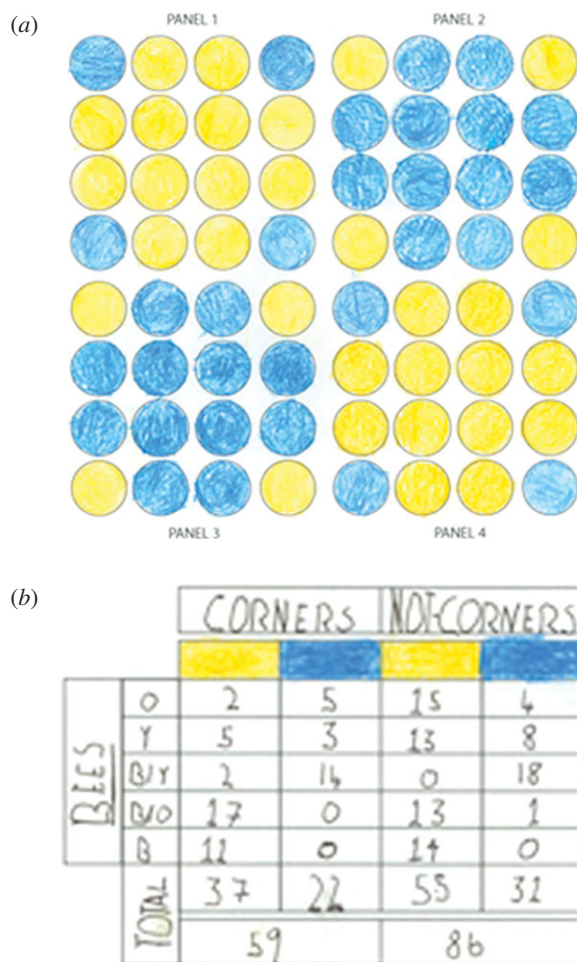 (a)
PANEL 1 PANEL 2
PANEL 3 PANEL 4
(b)
CORNERS NOT-CORNERS
BEES
O 2 5 15 4
Y 5 3 13 8
B/Y 2 14 0 18
B/O 17 0 13 1
B 11 0 14 0
TOTAL 37 22 55 31
59 86